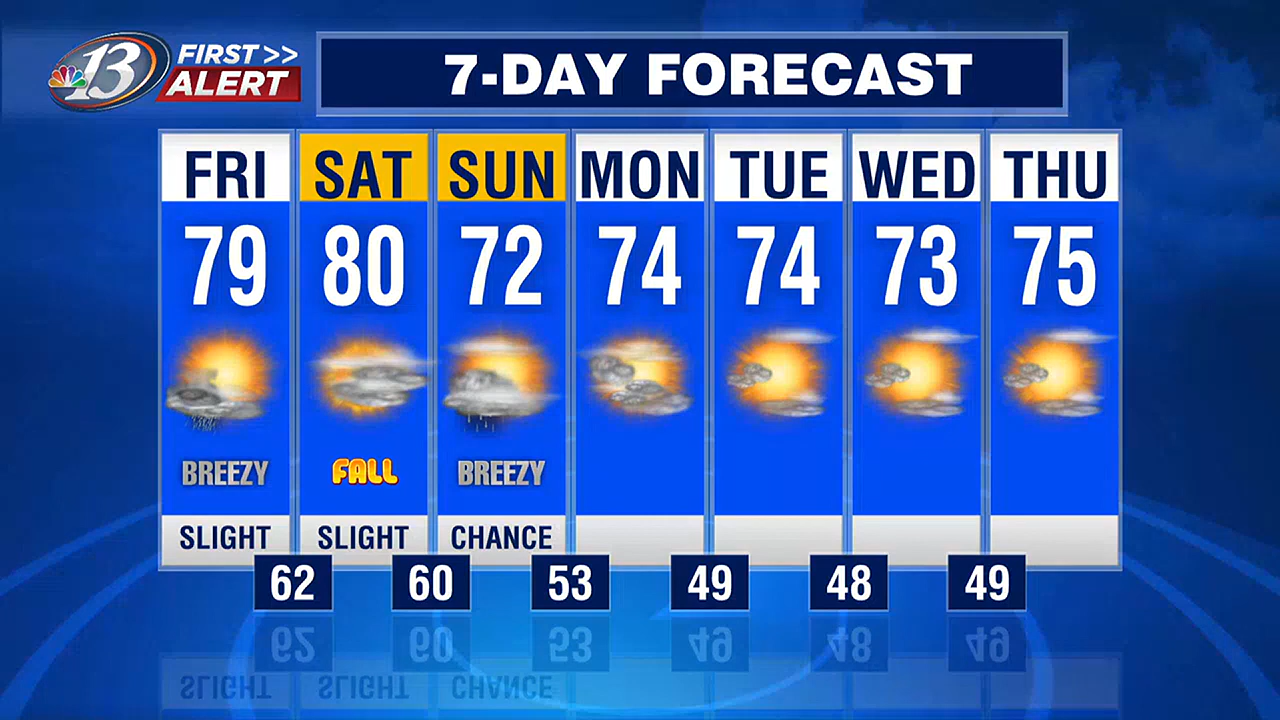 13 FIRST >>
ALERT
7-DAY FORECAST
FRI SAT SUN MON TUE WED THU
79 80 72 74 74 73 75
BREEZY FALL BREEZY
SLIGHT SLIGHT CHANCE
62 60 53 49 48 49